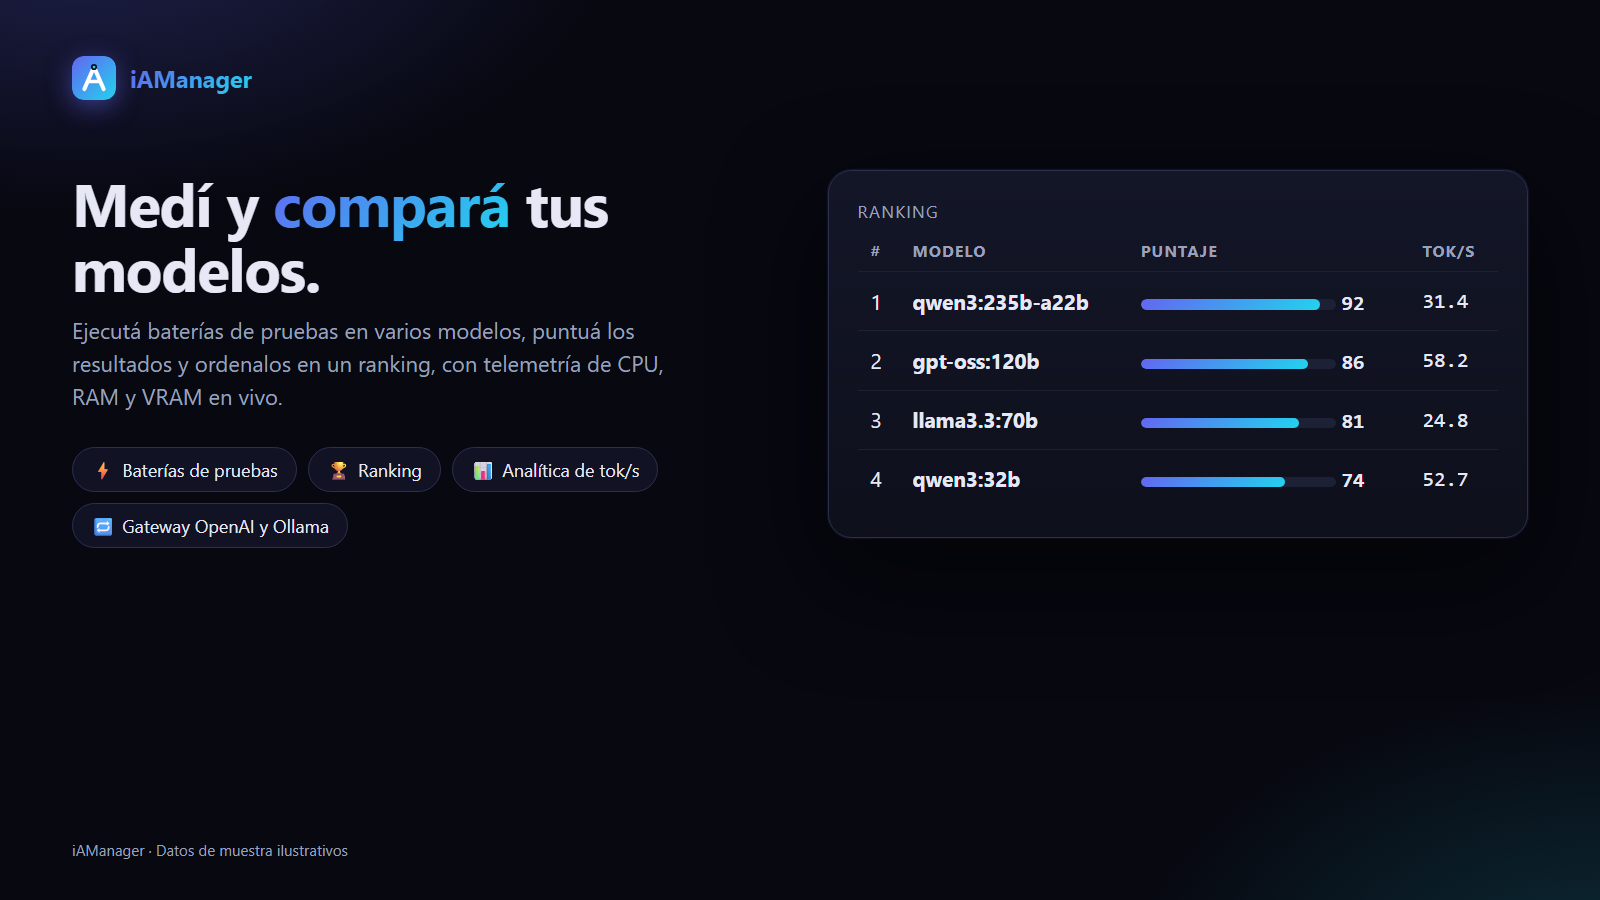 iAManager
Medí y compará tus
modelos.
Ejecutá baterías de pruebas en varios modelos, puntuá los
resultados y ordenalos en un ranking, con telemetría de CPU,
RAM y VRAM en vivo.
⚡ Baterías de pruebas
🏆 Ranking
📊 Analítica de tok/s
🔁 Gateway OpenAI y Ollama
RANKING
# MODELO PUNTAJE TOK/S
1 qwen3:235b-a22b 92 31.4
2 gpt-oss:120b 86 58.2
3 llama3.3:70b 81 24.8
4 qwen3:32b 74 52.7
iAManager · Datos de muestra ilustrativos